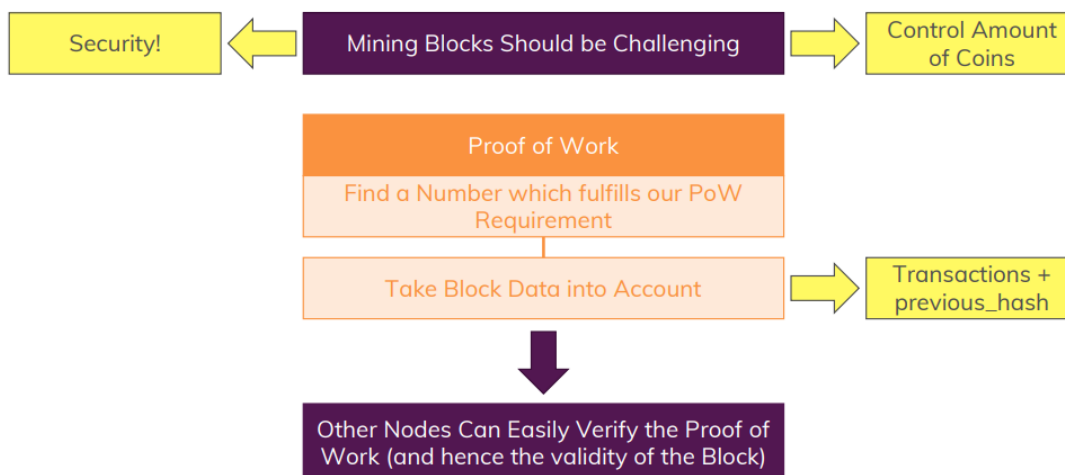 Security!
Mining Blocks Should be Challenging
Control Amount
of Coins
Proof of Work
Find a Number which fulfills our PoW
Requirement
Take Block Data into Account
Transactions +
previous_hash
Other Nodes Can Easily Verify the Proof of
Work (and hence the validity of the Block)